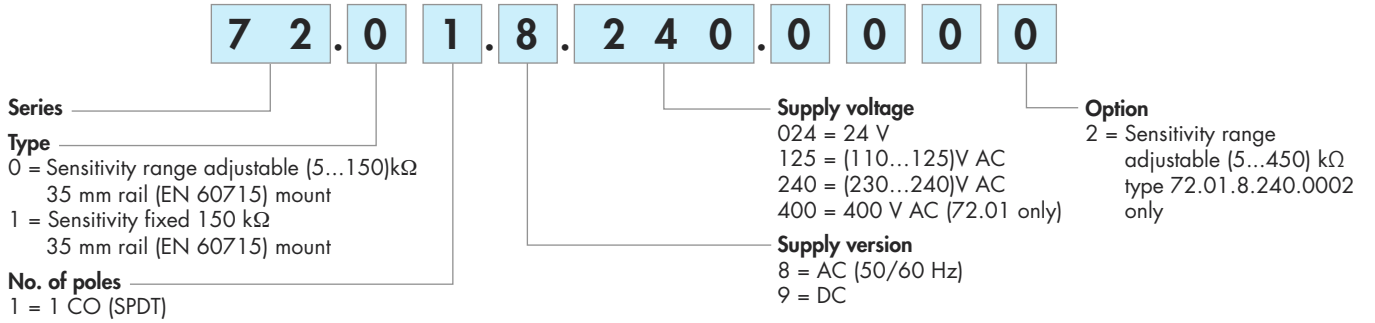 7 2 . 0 1 . 8 . 2 4 0 . 0 0 0 0
Series
Type
0 = Sensitivity range adjustable (5...150)kΩ
35 mm rail (EN 60715) mount
1 = Sensitivity fixed 150 kΩ
35 mm rail (EN 60715) mount
No. of poles
1 = 1 CO (SPDT)
Supply voltage
024 = 24 V
125 = (110...125)V AC
240 = (230...240)V AC
400 = 400 V AC (72.01 only)
Supply version
8 = AC (50/60 Hz)
9 = DC
Option
2 = Sensitivity range
adjustable (5...450) kΩ
type 72.01.8.240.0002
only